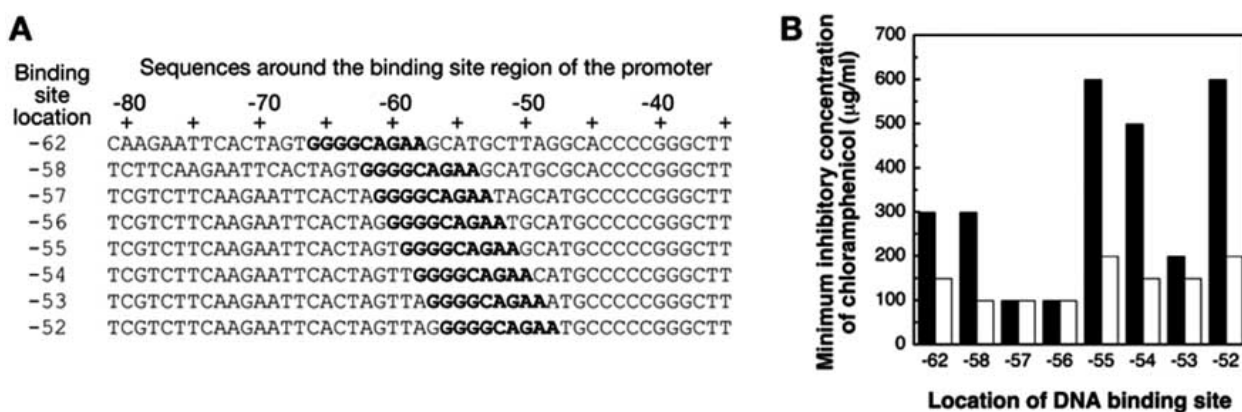 A
Binding site location
Sequences around the binding site region of the promoter
-80 -70 -60 -50 -40
+ + + + + + + + + +
-62 CAAGAATTCACTAGTGGGGCAGAAGCATGCTTAGGCACCCCGGGCTT
-58 TCTTCAAGAATTCACTAGTGGGGCAGAAGCATGCGCACCCCGGGCTT
-57 TCGTCTTCAAGAATTCACTAGGGGCAGAATAGCATGCCCCCGGGCTT
-56 TCGTCTTCAAGAATTCACTAGGGGGCAGAATGCATGCCCCCGGGCTT
-55 TCGTCTTCAAGAATTCACTAGTGGGGCAGAAGCATGCCCCCGGGCTT
-54 TCGTCTTCAAGAATTCACTAGTTGGGGCAGAACATGCCCCCGGGCTT
-53 TCGTCTTCAAGAATTCACTAGTTAGGGGCAGAAATGCCCCCGGGCTT
-52 TCGTCTTCAAGAATTCACTAGTTAGGGGGCAGAATGCCCCCGGGCTT
B
Minimum inhibitory concentration
of chloramphenicol (µg/ml)
700
600
500
400
300
200
100
0
-62 -58 -57 -56 -55 -54 -53 -52
Location of DNA binding site